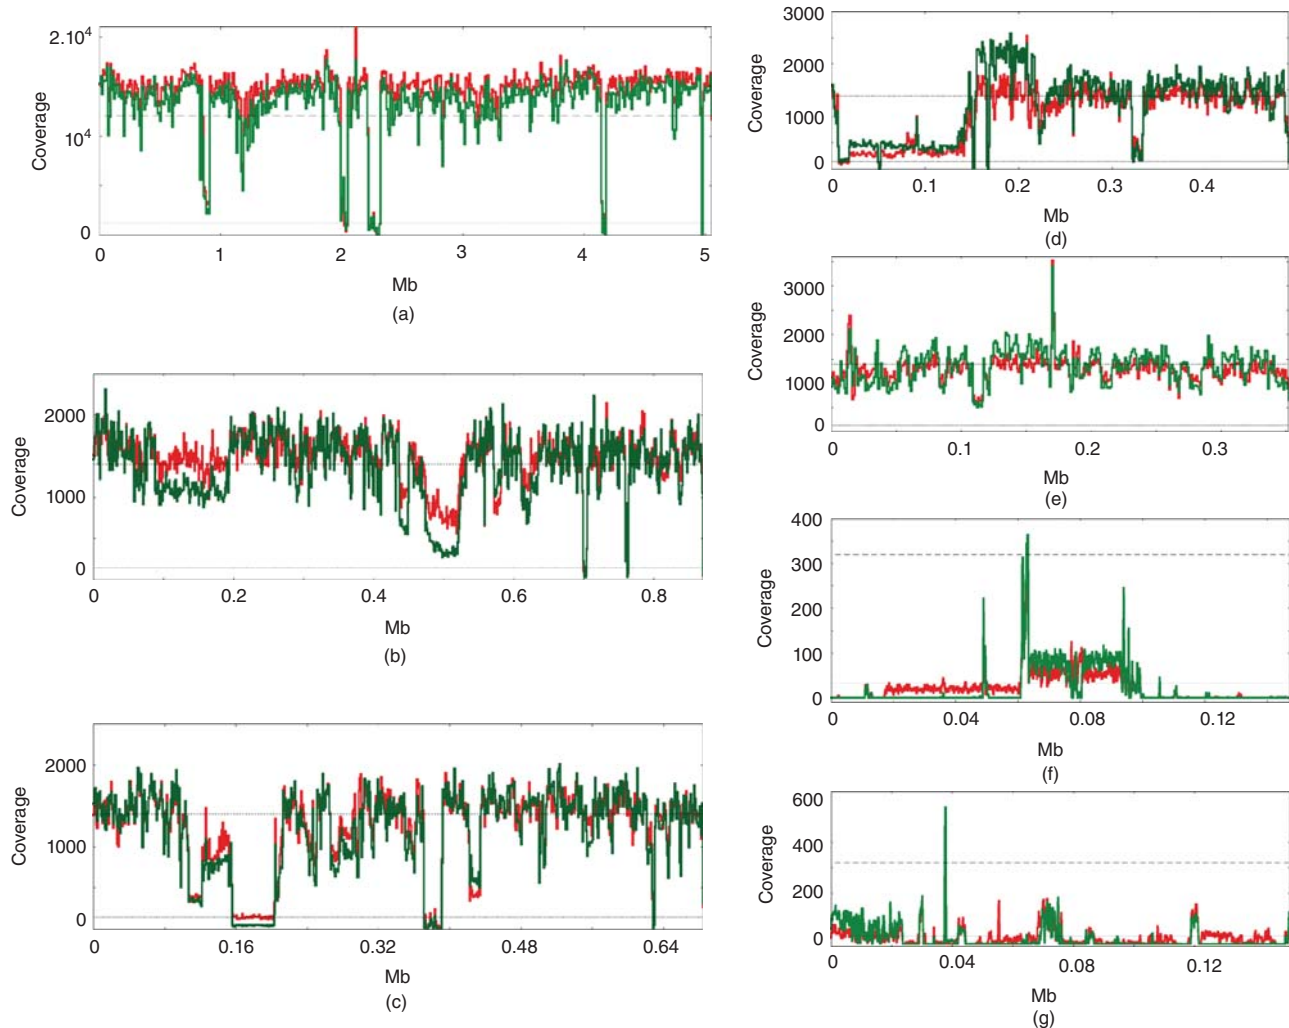 2.10⁴
10⁴
0
Coverage
0 1 2 3 4 5
Mb
(a)
2000
1000
0
Coverage
0 0.2 0.4 0.6 0.8
Mb
(b)
2000
1000
0
Coverage
0 0.16 0.32 0.48 0.64
Mb
(c)
3000
2000
1000
0
Coverage
0 0.1 0.2 0.3 0.4
Mb
(d)
3000
2000
1000
0
Coverage
0 0.1 0.2 0.3
Mb
(e)
400
300
200
100
0
Coverage
0 0.04 0.08 0.12
Mb
(f)
600
400
200
0
Coverage
0 0.04 0.08 0.12
Mb
(g)